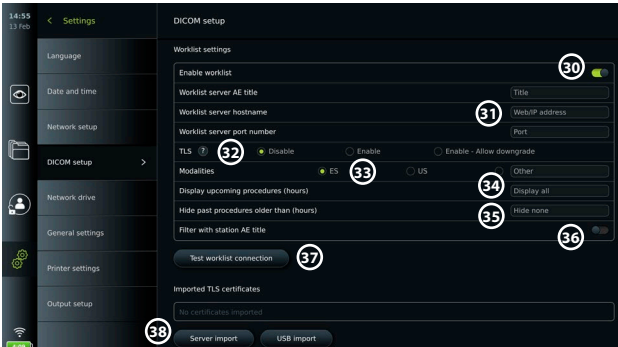 14:55
13 Feb
Settings
DICOM setup
Language
Date and time
Network setup
DICOM setup
Network drive
General settings
Printer settings
Output setup
Worklist settings
Enable worklist 30
Worklist server AE title Title
Worklist server hostname 31 Web/IP address
Worklist server port number Port
TLS ? 32 Disable Enable Enable - Allow downgrade
Modalities ES 33 US Other
Display upcoming procedures (hours) 34 Display all
Hide past procedures older than (hours) 35 Hide none
Filter with station AE title 36
Test worklist connection 37
Imported TLS certificates
No certificates imported
38 Server import USB import